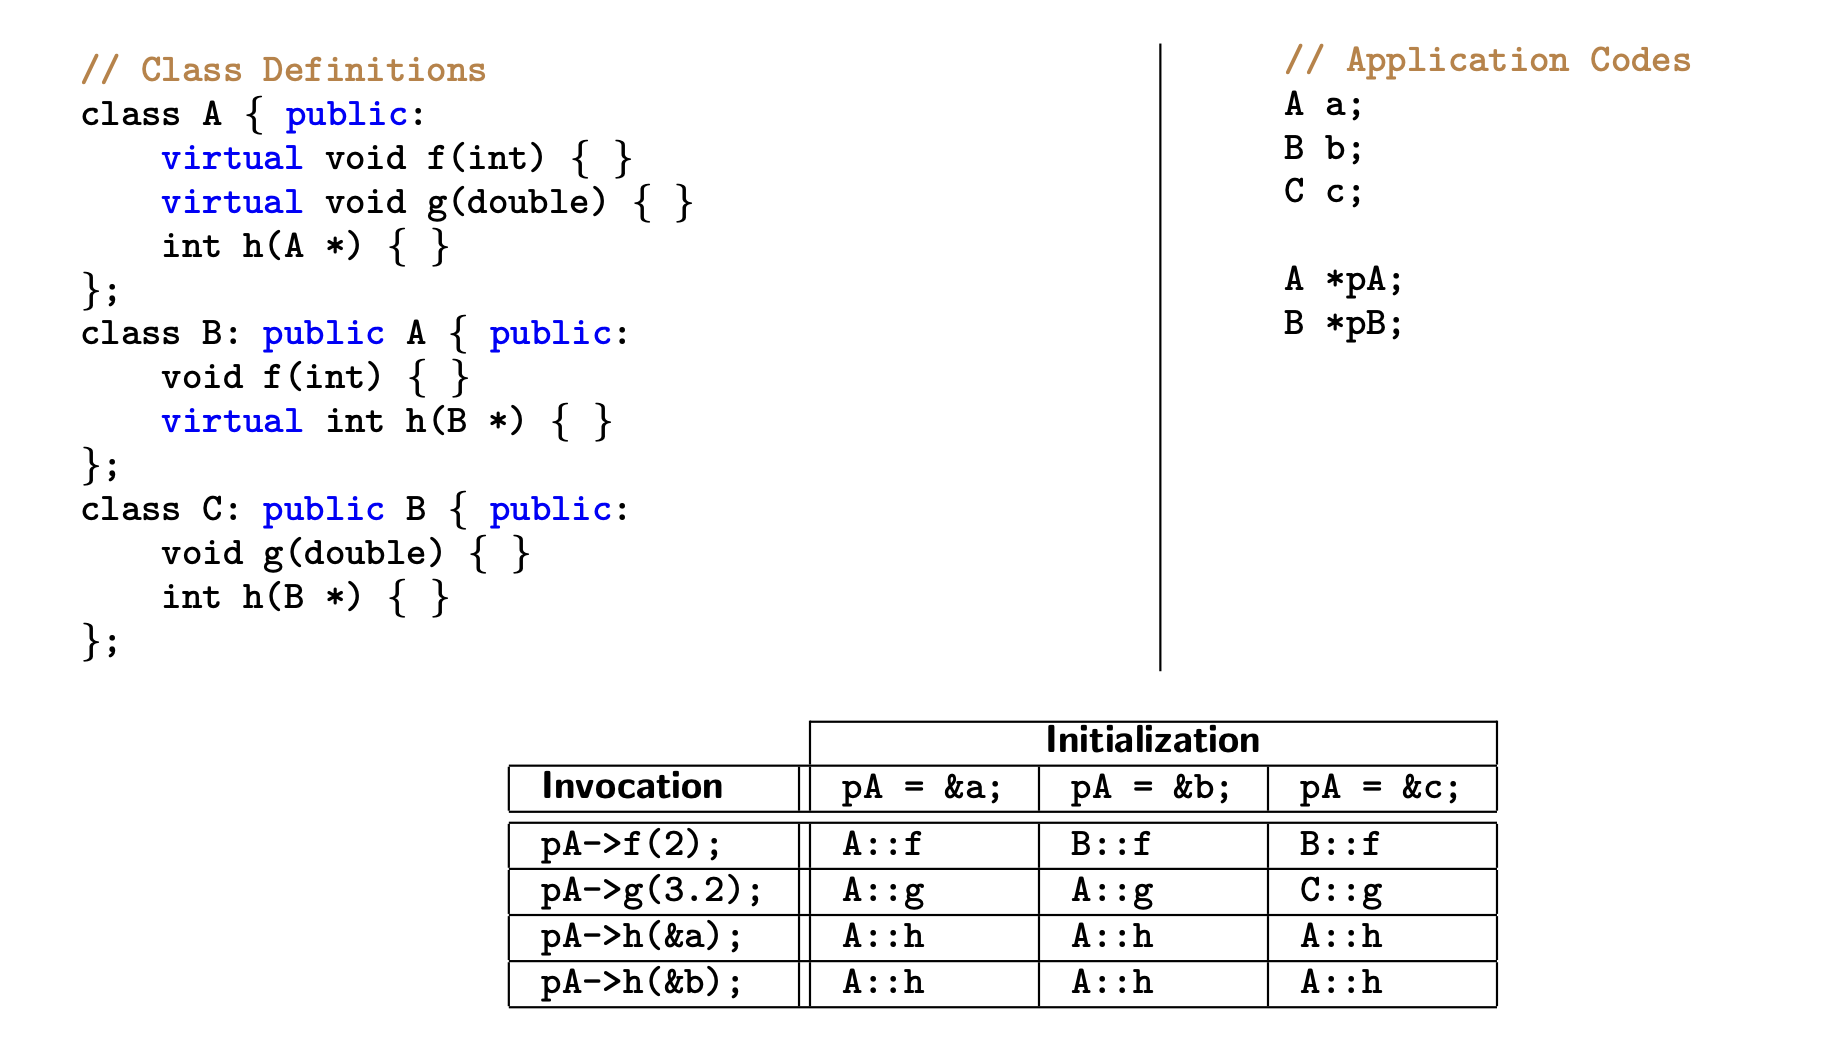 // Class Definitions
class A { public:
    virtual void f(int) { }
    virtual void g(double) { }
    int h(A *) { }
};
class B: public A { public:
    void f(int) { }
    virtual int h(B *) { }
};
class C: public B { public:
    void g(double) { }
    int h(B *) { }
};
// Application Codes
A a;
B b;
C c;
A *pA;
B *pB;
Initialization
Invocation pA = &a; pA = &b; pA = &c;
pA->f(2); A::f B::f B::f
pA->g(3.2); A::g A::g C::g
pA->h(&a); A::h A::h A::h
pA->h(&b); A::h A::h A::h